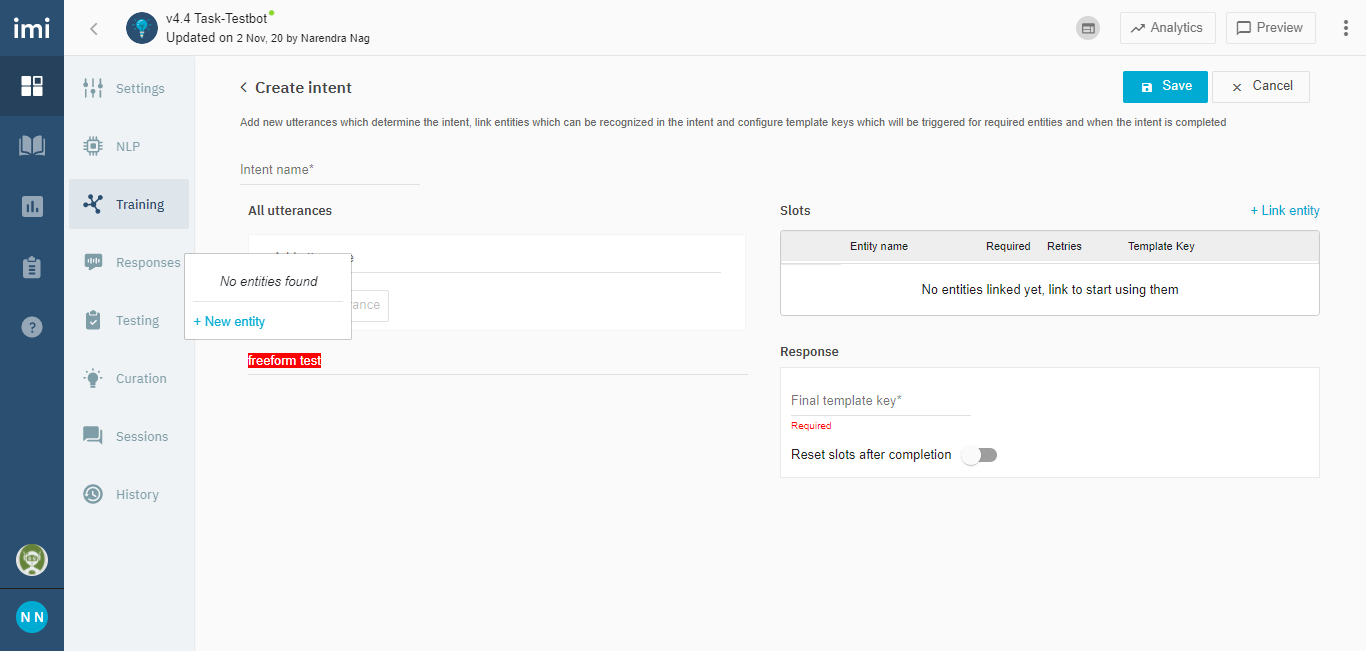 imi
v4.4 Task-Testbot
Updated on 2 Nov, 20 by Narendra Nag
Analytics
Preview
Settings
NLP
Training
Responses
Testing
Curation
Sessions
History
N N
Create intent
Save
Cancel
Add new utterances which determine the intent, link entities which can be recognized in the intent and configure template keys which will be triggered for required entities and when the intent is completed
Intent name*
All utterances
No entities found
+ New entity
freeform test
Slots
+ Link entity
Entity name Required Retries Template Key
No entities linked yet, link to start using them
Response
Final template key*
Required
Reset slots after completion